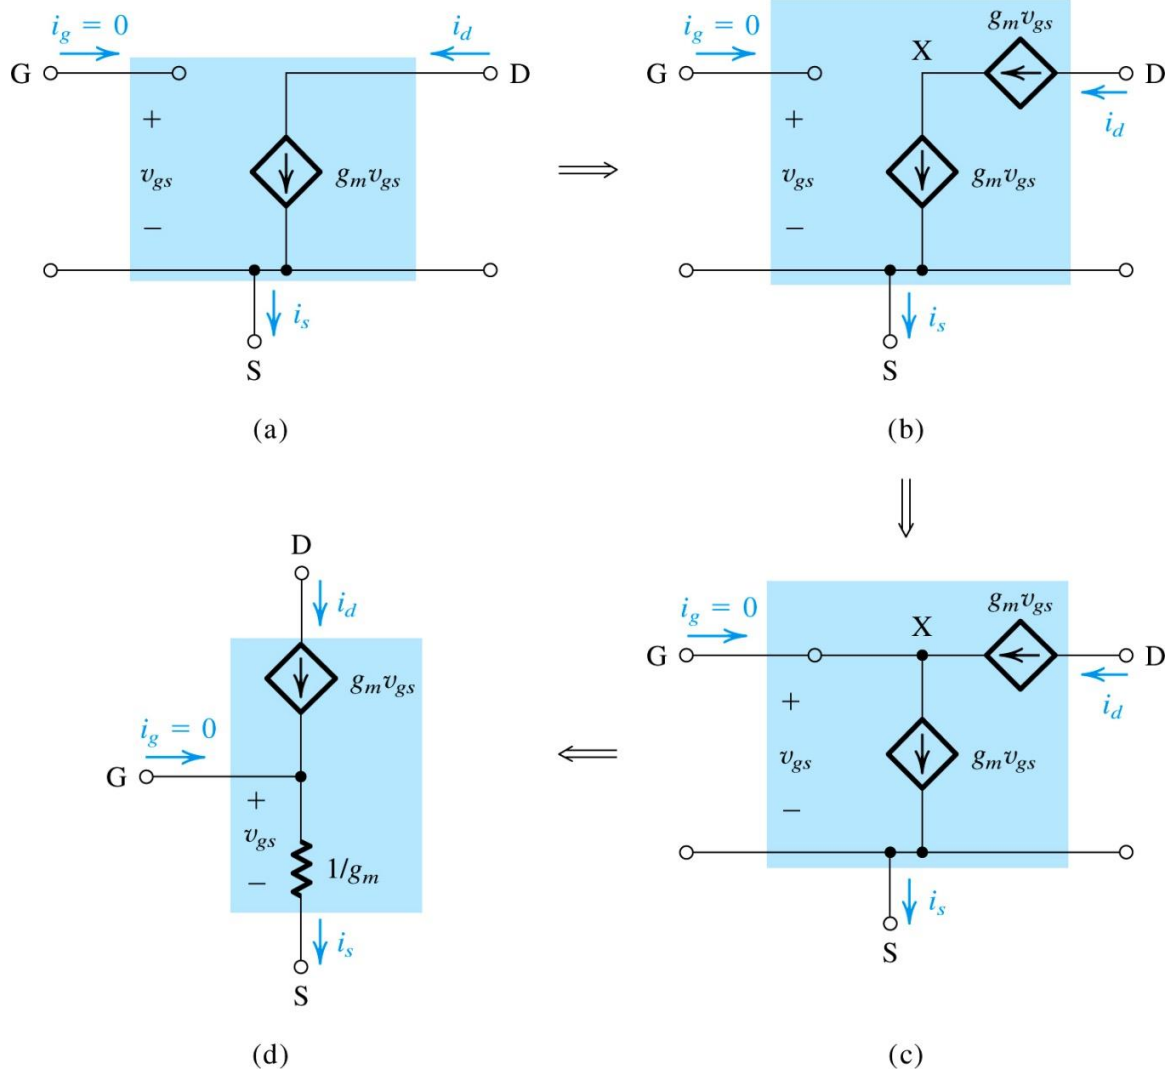 i_g = 0
i_d
G
D
+
v_gs
−
g_m v_gs
i_s
S
(a)
i_g = 0
g_m v_gs
X
G
D
i_d
+
v_gs
−
g_m v_gs
i_s
S
(b)
D
i_d
g_m v_gs
i_g = 0
G
+
v_gs
−
1/g_m
i_s
S
(d)
i_g = 0
g_m v_gs
X
G
D
i_d
+
v_gs
−
g_m v_gs
i_s
S
(c)